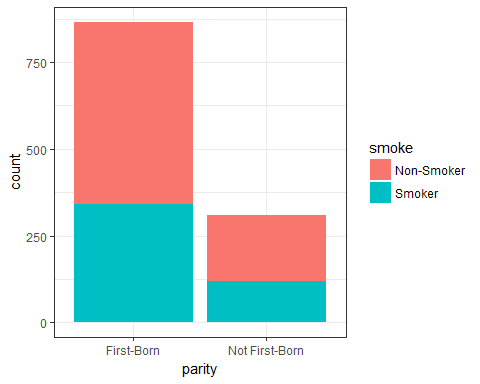 750
500
250
0
count
First-Born
Not First-Born
parity
smoke
Non-Smoker
Smoker